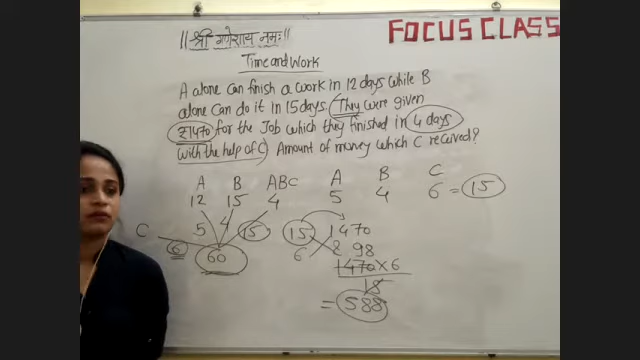 || श्री गणेशाय नमः ||
FOCUS CLASS
Time and Work
A alone can finish a work in 12 days while B
alone can do it in 15 days. (They were given
₹1470 for the Job which they finished in 4 days
with the help of C) Amount of money which C received?
A B ABC A B C
12 15 4 5 4 6 = 15
C 5 4 15 15 1470
6 60 6 2 98
1470×6
15
= 588